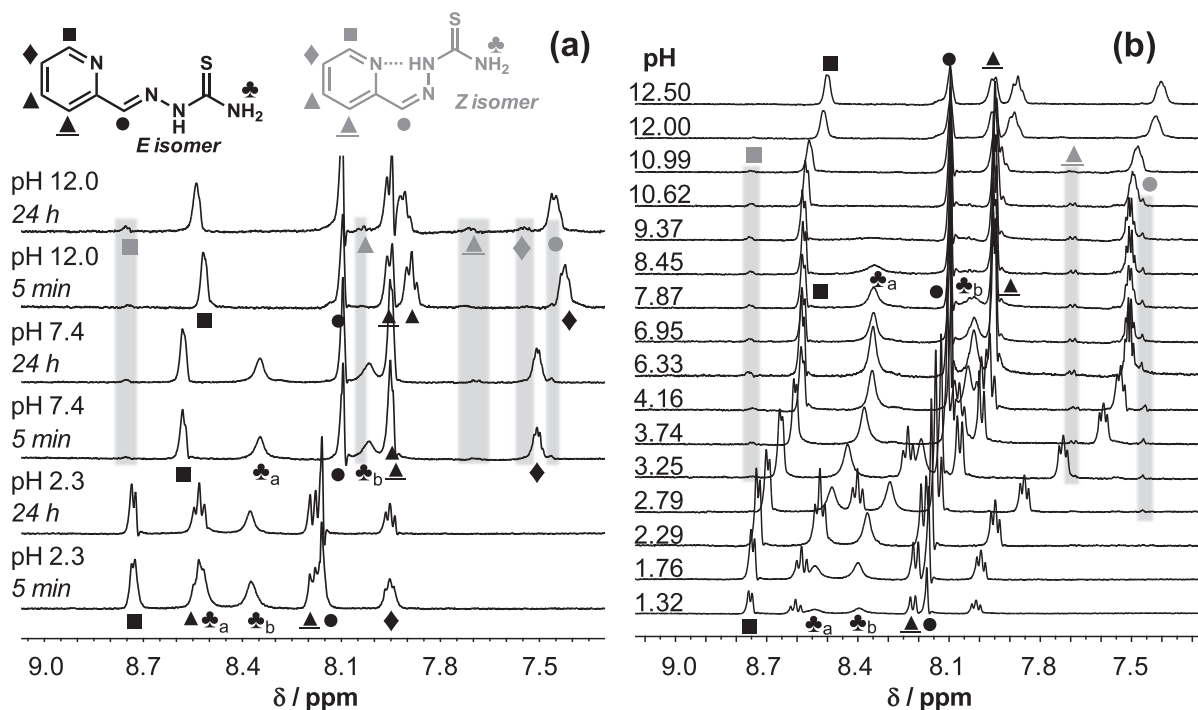 (a)
S
N
N
NH
NH₂ ♣
H
E isomer
S
N
HN
NH₂ ♣
N
Z isomer
pH 12.0
24 h
pH 12.0
5 min
pH 7.4
24 h
pH 7.4
5 min
♣a
♣b
pH 2.3
24 h
pH 2.3
5 min
♣a
♣b
9.0 8.7 8.4 8.1 7.8 7.5
δ / ppm
(b)
pH
12.50
12.00
10.99
10.62
9.37
8.45
♣a
♣b
7.87
6.95
6.33
4.16
3.74
3.25
2.79
2.29
1.76
1.32
♣a ♣b
9.0 8.7 8.4 8.1 7.8 7.5
δ / ppm